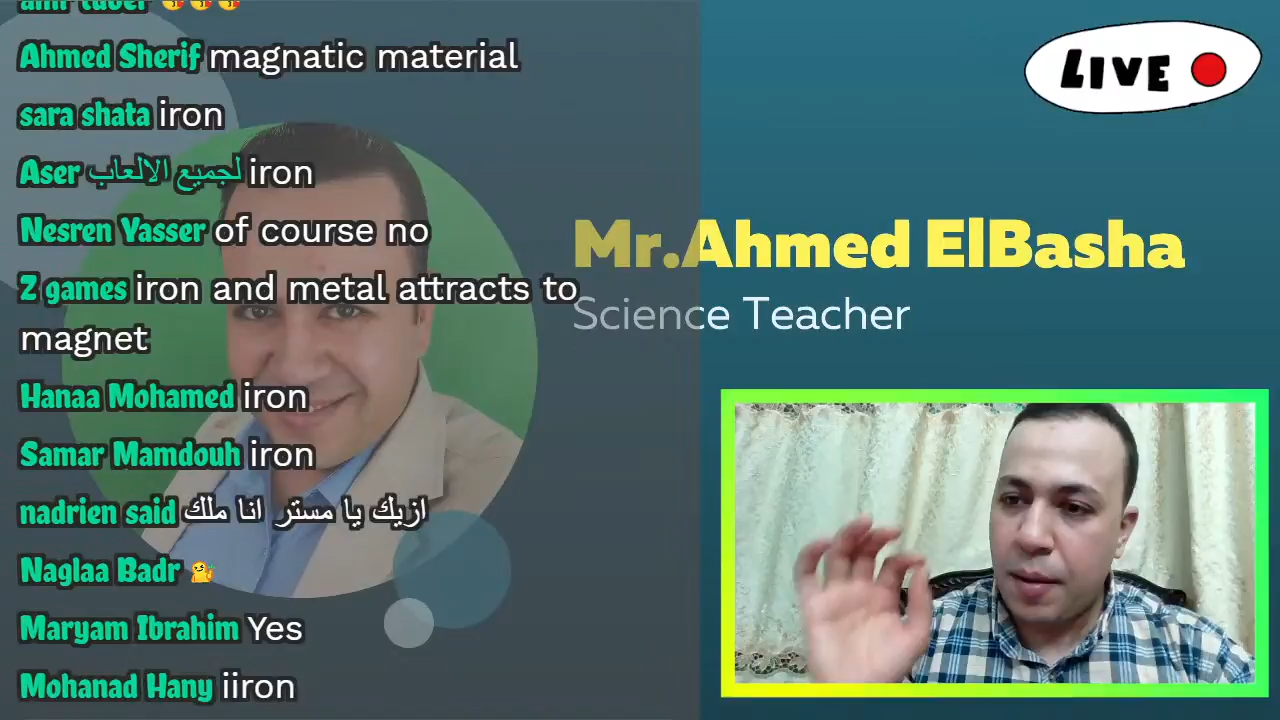 amr taber
Ahmed Sherif magnatic material
sara shata iron
Aser لجميع الالعاب iron
Nesren Yasser of course no
Z games iron and metal attracts to
magnet
Hanaa Mohamed iron
Samar Mamdouh iron
nadrien said ازيك يا مستر انا ملك
Naglaa Badr
Maryam Ibrahim Yes
Mohanad Hany iiron
LIVE
Mr.Ahmed ElBasha
Science Teacher